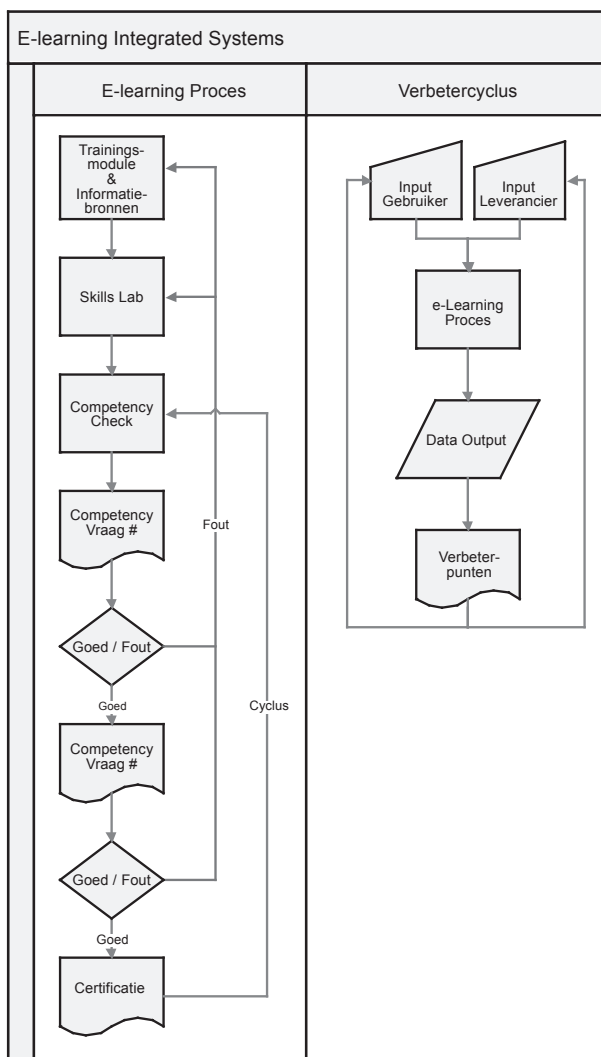 E-learning Integrated Systems
E-learning Proces
Verbetercyclus
Trainings-
module
&
Informatie-
bronnen
Skills Lab
Competency
Check
Competency
Vraag #
Fout
Goed / Fout
Goed
Cyclus
Competency
Vraag #
Goed / Fout
Goed
Certificatie
Input
Gebruiker
Input
Leverancier
e-Learning
Proces
Data Output
Verbeter-
punten